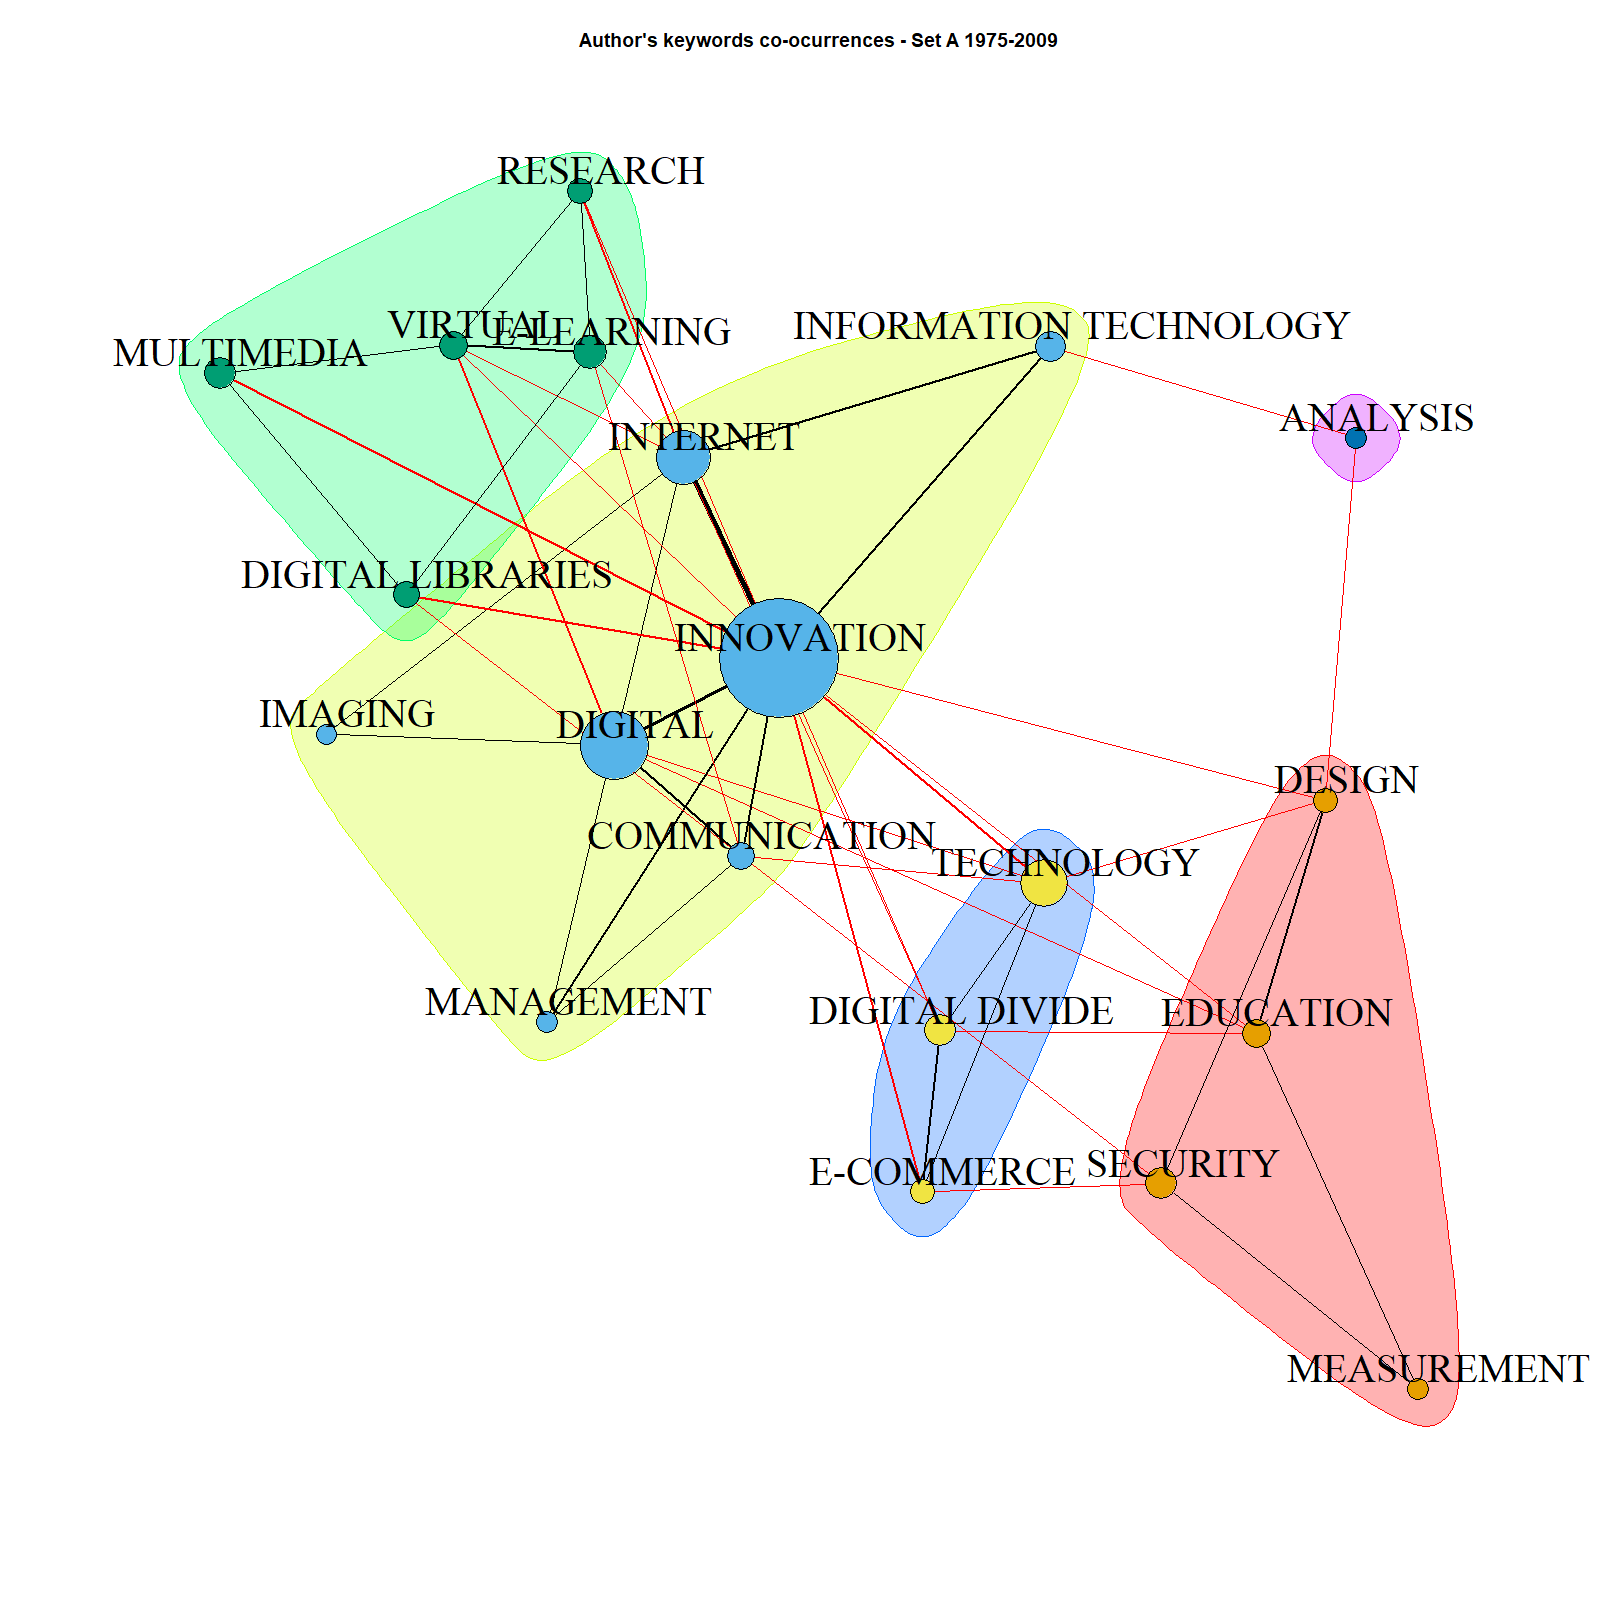 Author's keywords co-ocurrences - Set A 1975-2009
RESEARCH
VIRTUAL
E-LEARNING
INFORMATION TECHNOLOGY
MULTIMEDIA
ANALYSIS
INTERNET
DIGITAL LIBRARIES
INNOVATION
IMAGING
DIGITAL
DESIGN
COMMUNICATION
TECHNOLOGY
MANAGEMENT
DIGITAL DIVIDE
EDUCATION
E-COMMERCE
SECURITY
MEASUREMENT